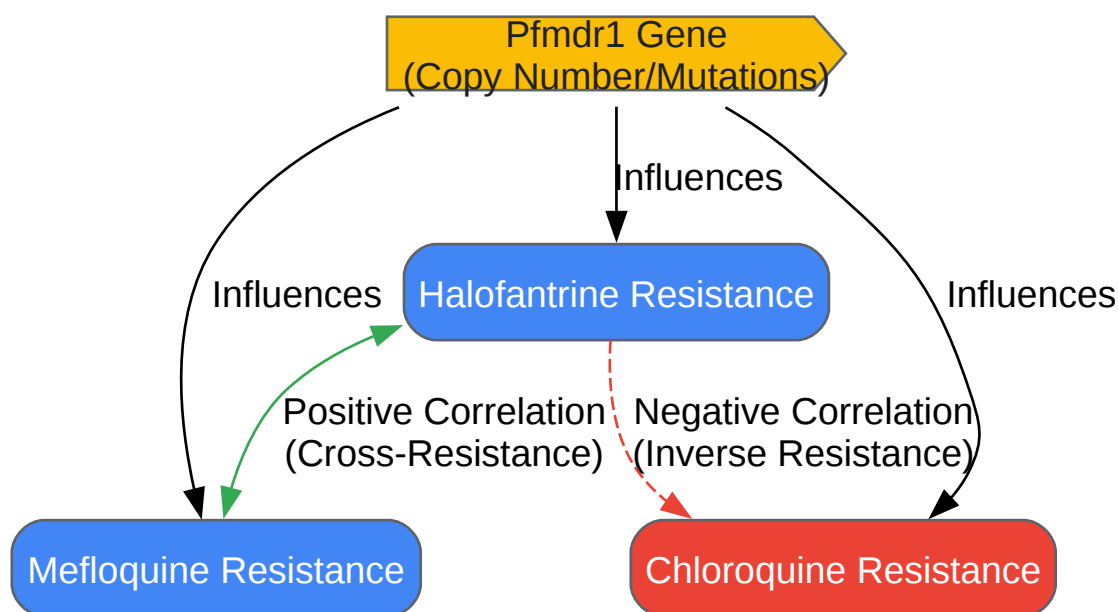 Pfmdr1 Gene
(Copy Number/Mutations)
Influences
Halofantrine Resistance
Influences
Influences
Positive Correlation
(Cross-Resistance)
Negative Correlation
(Inverse Resistance)
Mefloquine Resistance
Chloroquine Resistance